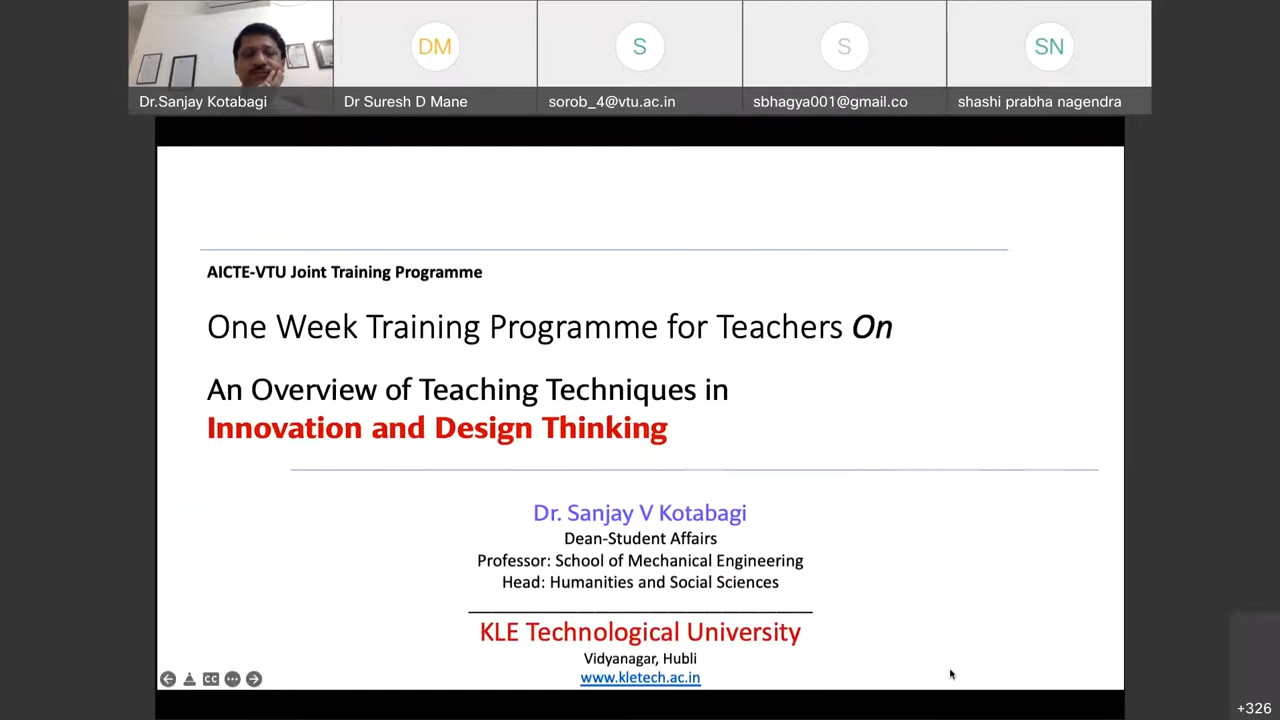 DM
S
S
SN
Dr.Sanjay Kotabagi
Dr Suresh D Mane
sorob_4@vtu.ac.in
sbhagya001@gmail.co
shashi prabha nagendra
AICTE-VTU Joint Training Programme
One Week Training Programme for Teachers On
An Overview of Teaching Techniques in
Innovation and Design Thinking
Dr. Sanjay V Kotabagi
Dean-Student Affairs
Professor: School of Mechanical Engineering
Head: Humanities and Social Sciences
KLE Technological University
Vidyanagar, Hubli
www.kletech.ac.in
CC
+326